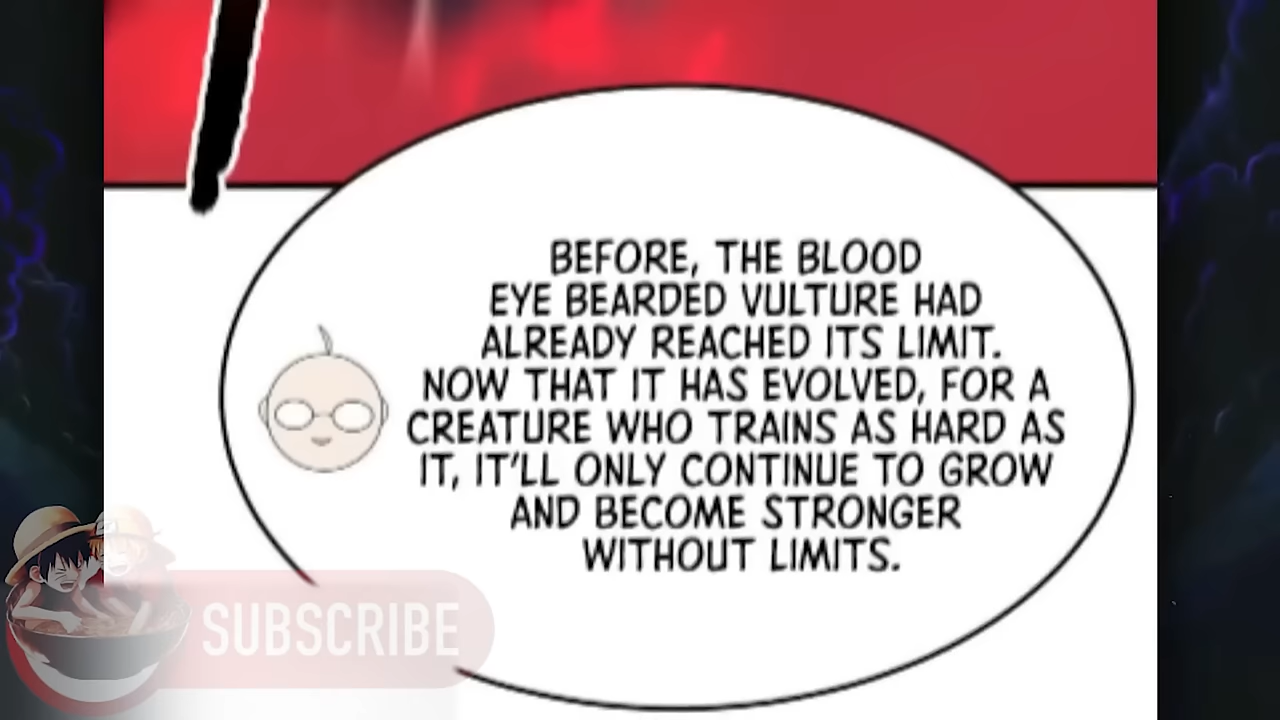 BEFORE, THE BLOOD
EYE BEARDED VULTURE HAD
ALREADY REACHED ITS LIMIT.
NOW THAT IT HAS EVOLVED, FOR A
CREATURE WHO TRAINS AS HARD AS
IT, IT'LL ONLY CONTINUE TO GROW
AND BECOME STRONGER
WITHOUT LIMITS.
SUBSCRIBE